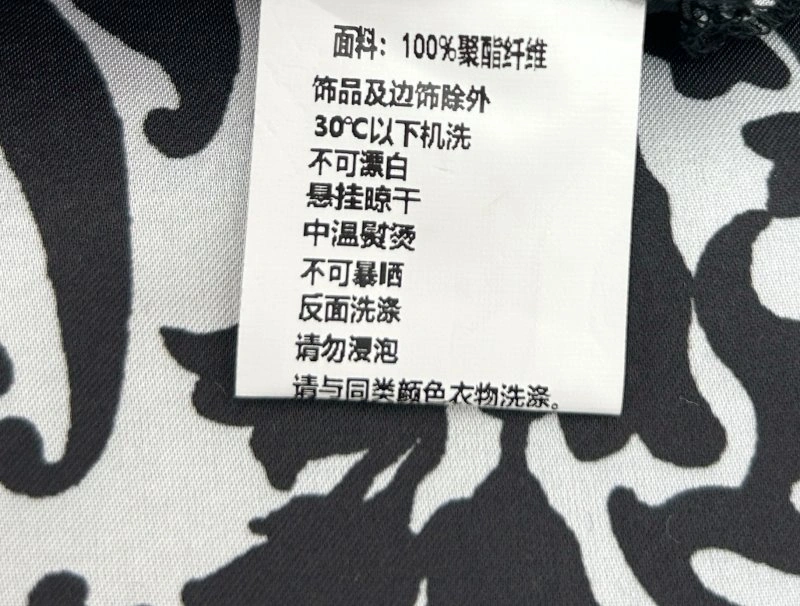 面料：100%聚酯纤维
饰品及边饰除外
30℃以下机洗
不可漂白
悬挂晾干
中温熨烫
不可暴晒
反面洗涤
请勿浸泡
请与同类颜色衣物洗涤。